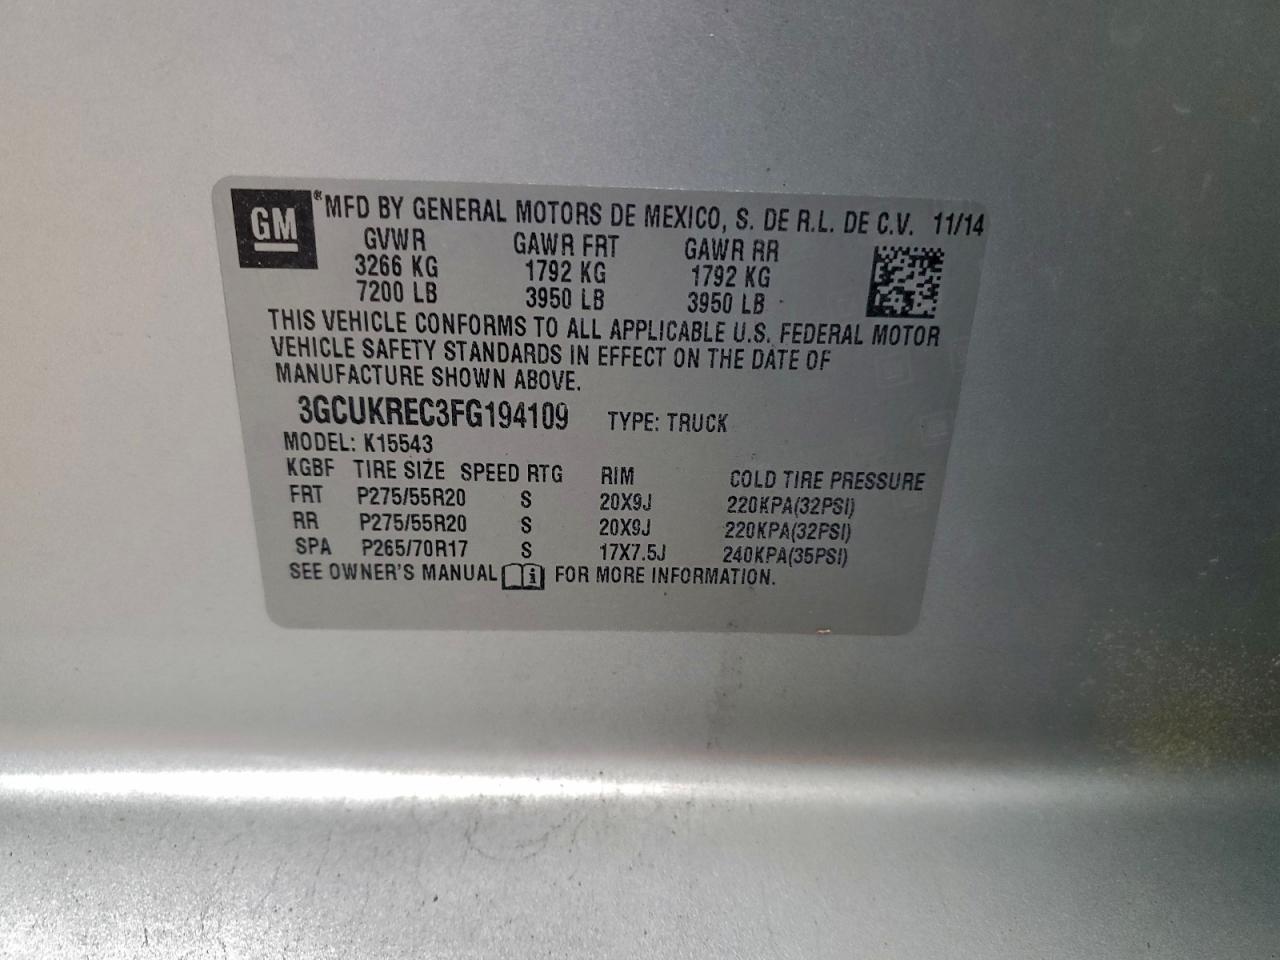 GM ® MFD BY GENERAL MOTORS DE MEXICO, S. DE R.L. DE C.V. 11/14
GVWR GAWR FRT GAWR RR
3266 KG 1792 KG 1792 KG
7200 LB 3950 LB 3950 LB
THIS VEHICLE CONFORMS TO ALL APPLICABLE U.S. FEDERAL MOTOR
VEHICLE SAFETY STANDARDS IN EFFECT ON THE DATE OF
MANUFACTURE SHOWN ABOVE.
3GCUKREC3FG194109 TYPE: TRUCK
MODEL: K15543
KGBF TIRE SIZE SPEED RTG RIM COLD TIRE PRESSURE
FRT P275/55R20 S 20X9J 220KPA(32PSI)
RR P275/55R20 S 20X9J 220KPA(32PSI)
SPA P265/70R17 S 17X7.5J 240KPA(35PSI)
SEE OWNER'S MANUAL i FOR MORE INFORMATION.